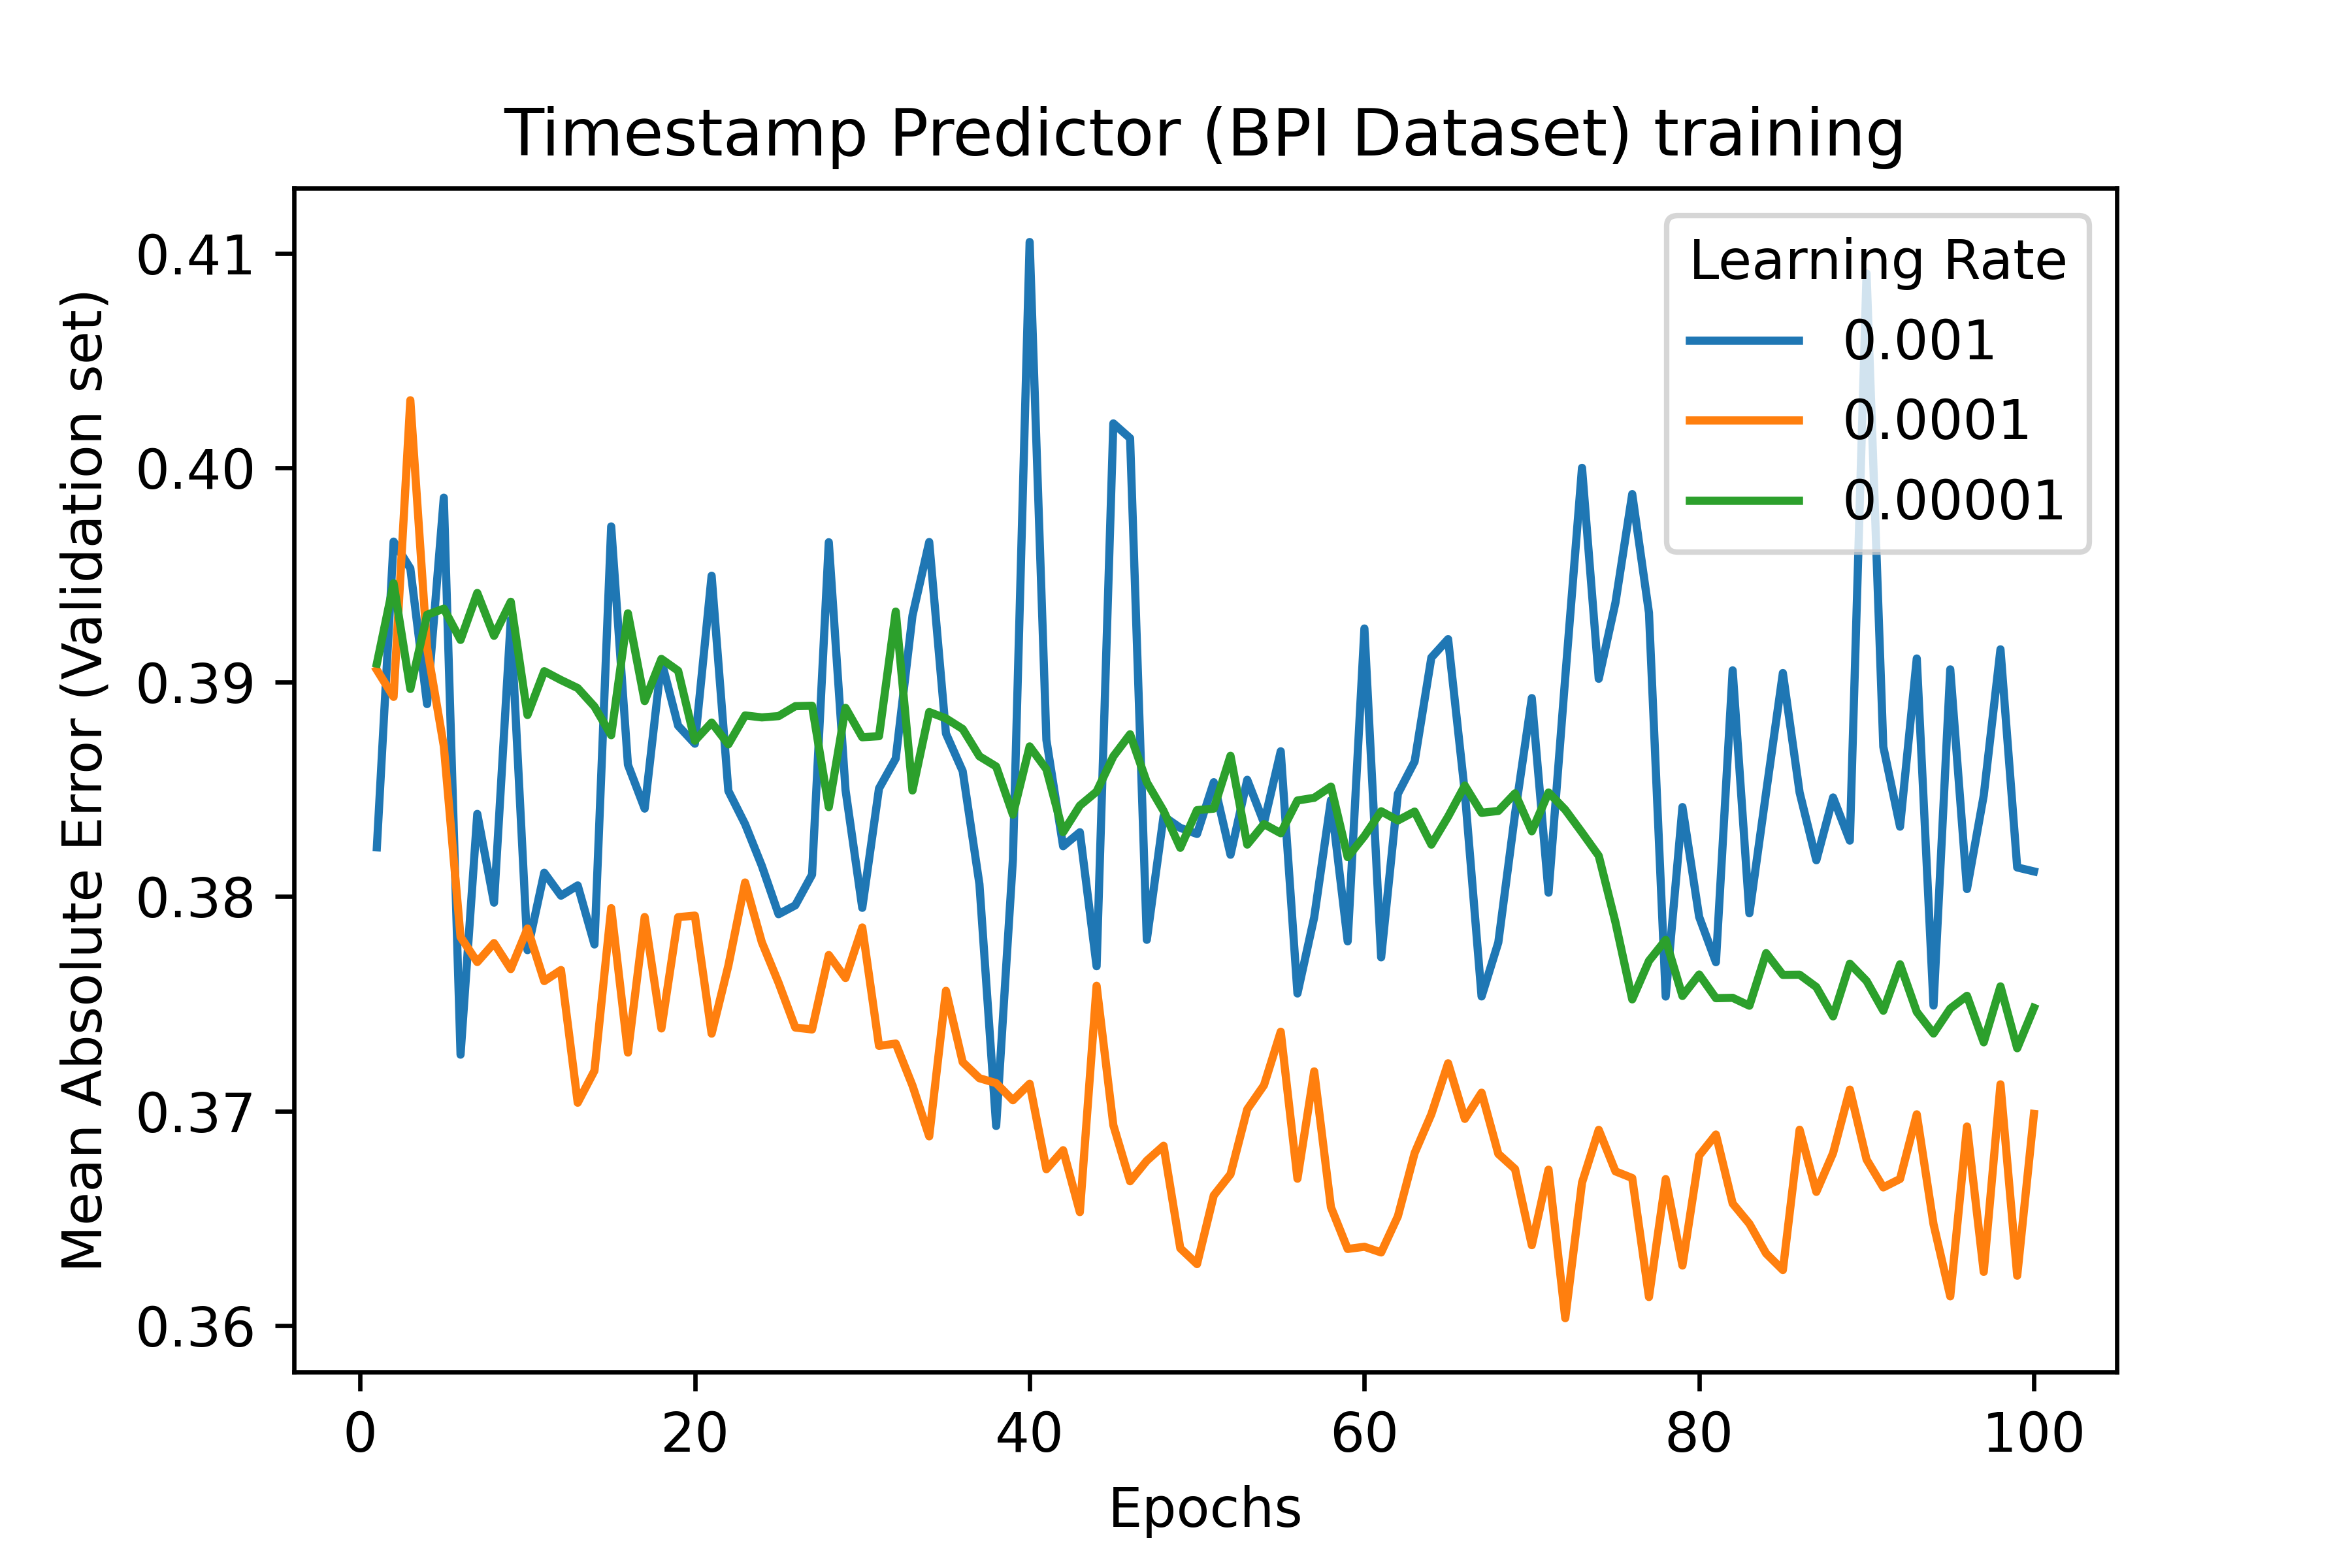 Timestamp Predictor (BPI Dataset) training
Mean Absolute Error (Validation set)
0.41
0.40
0.39
0.38
0.37
0.36
Learning Rate
0.001
0.0001
0.00001
0 20 40 60 80 100
Epochs